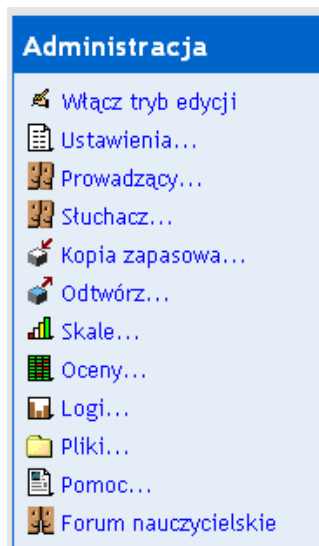 Administracja
Włącz tryb edycji
Ustawienia...
Prowadzący...
Słuchacz...
Kopia zapasowa...
Odtwórz...
Skale...
Oceny...
Logi...
Pliki...
Pomoc...
Forum nauczycielskie